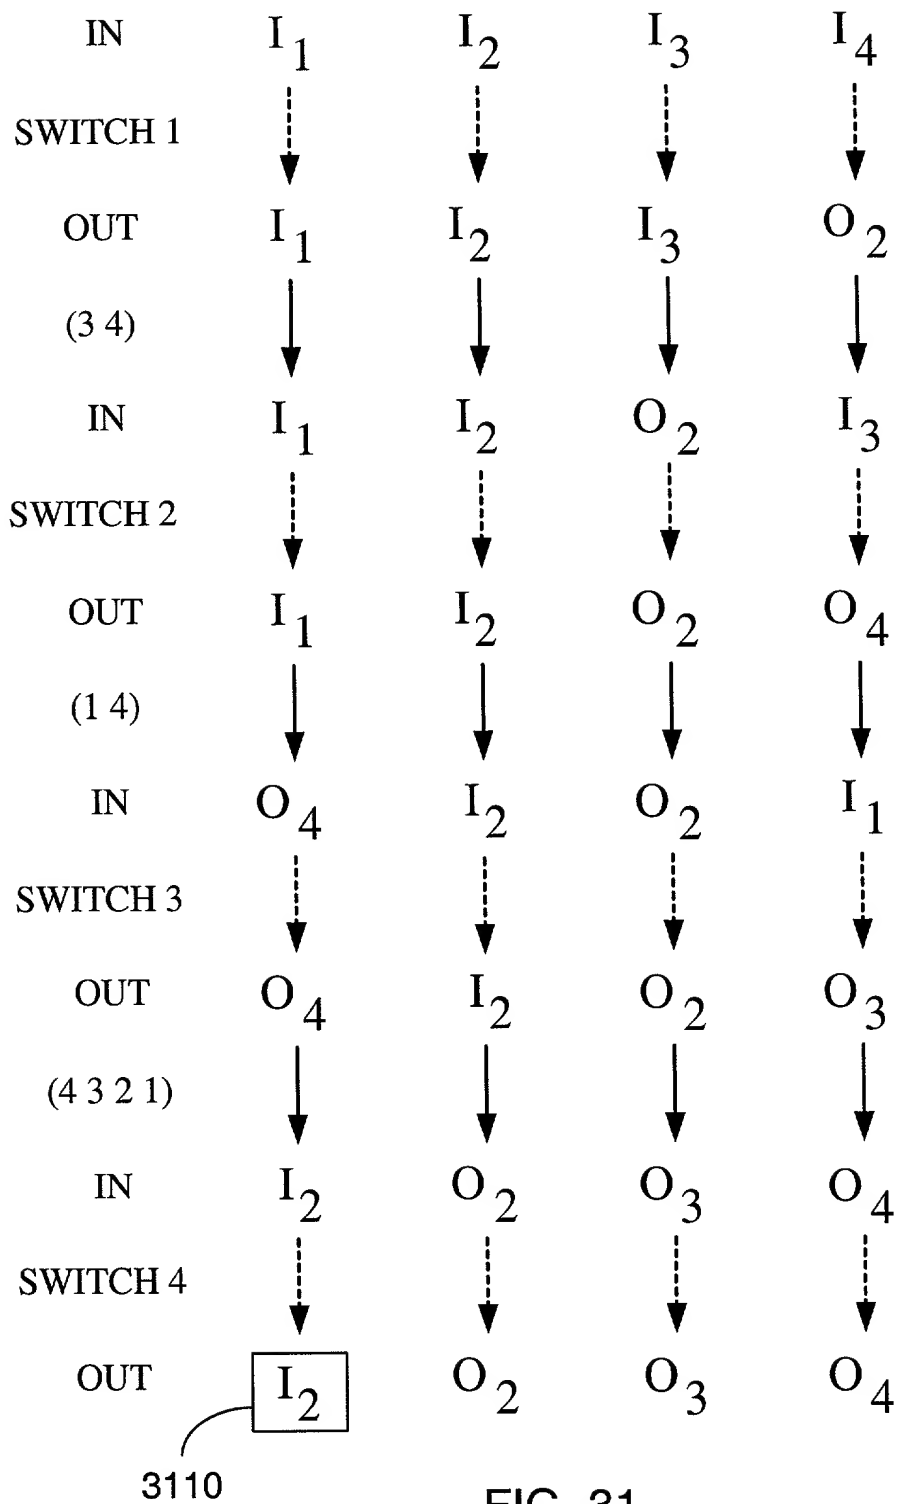 IN I1 I2 I3 I4
SWITCH 1
OUT I1 I2 I3 O2
(3 4)
IN I1 I2 O2 I3
SWITCH 2
OUT I1 I2 O2 O4
(1 4)
IN O4 I2 O2 I1
SWITCH 3
OUT O4 I2 O2 O3
(4 3 2 1)
IN I2 O2 O3 O4
SWITCH 4
OUT I2 O2 O3 O4
3110
FIG. 31